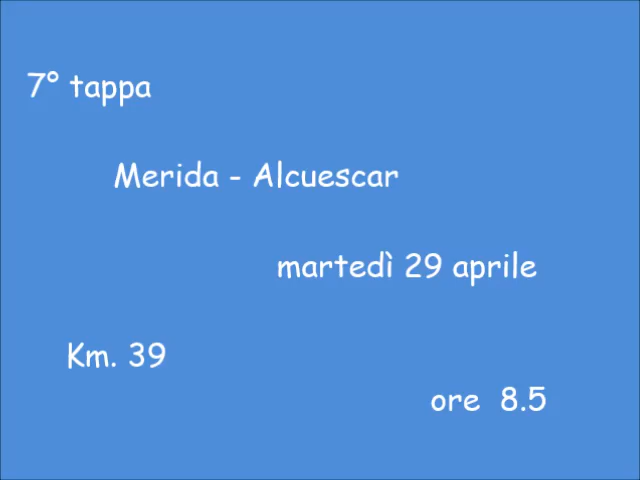 7° tappa
Merida - Alcuescar
martedì 29 aprile
Km. 39
ore 8.5